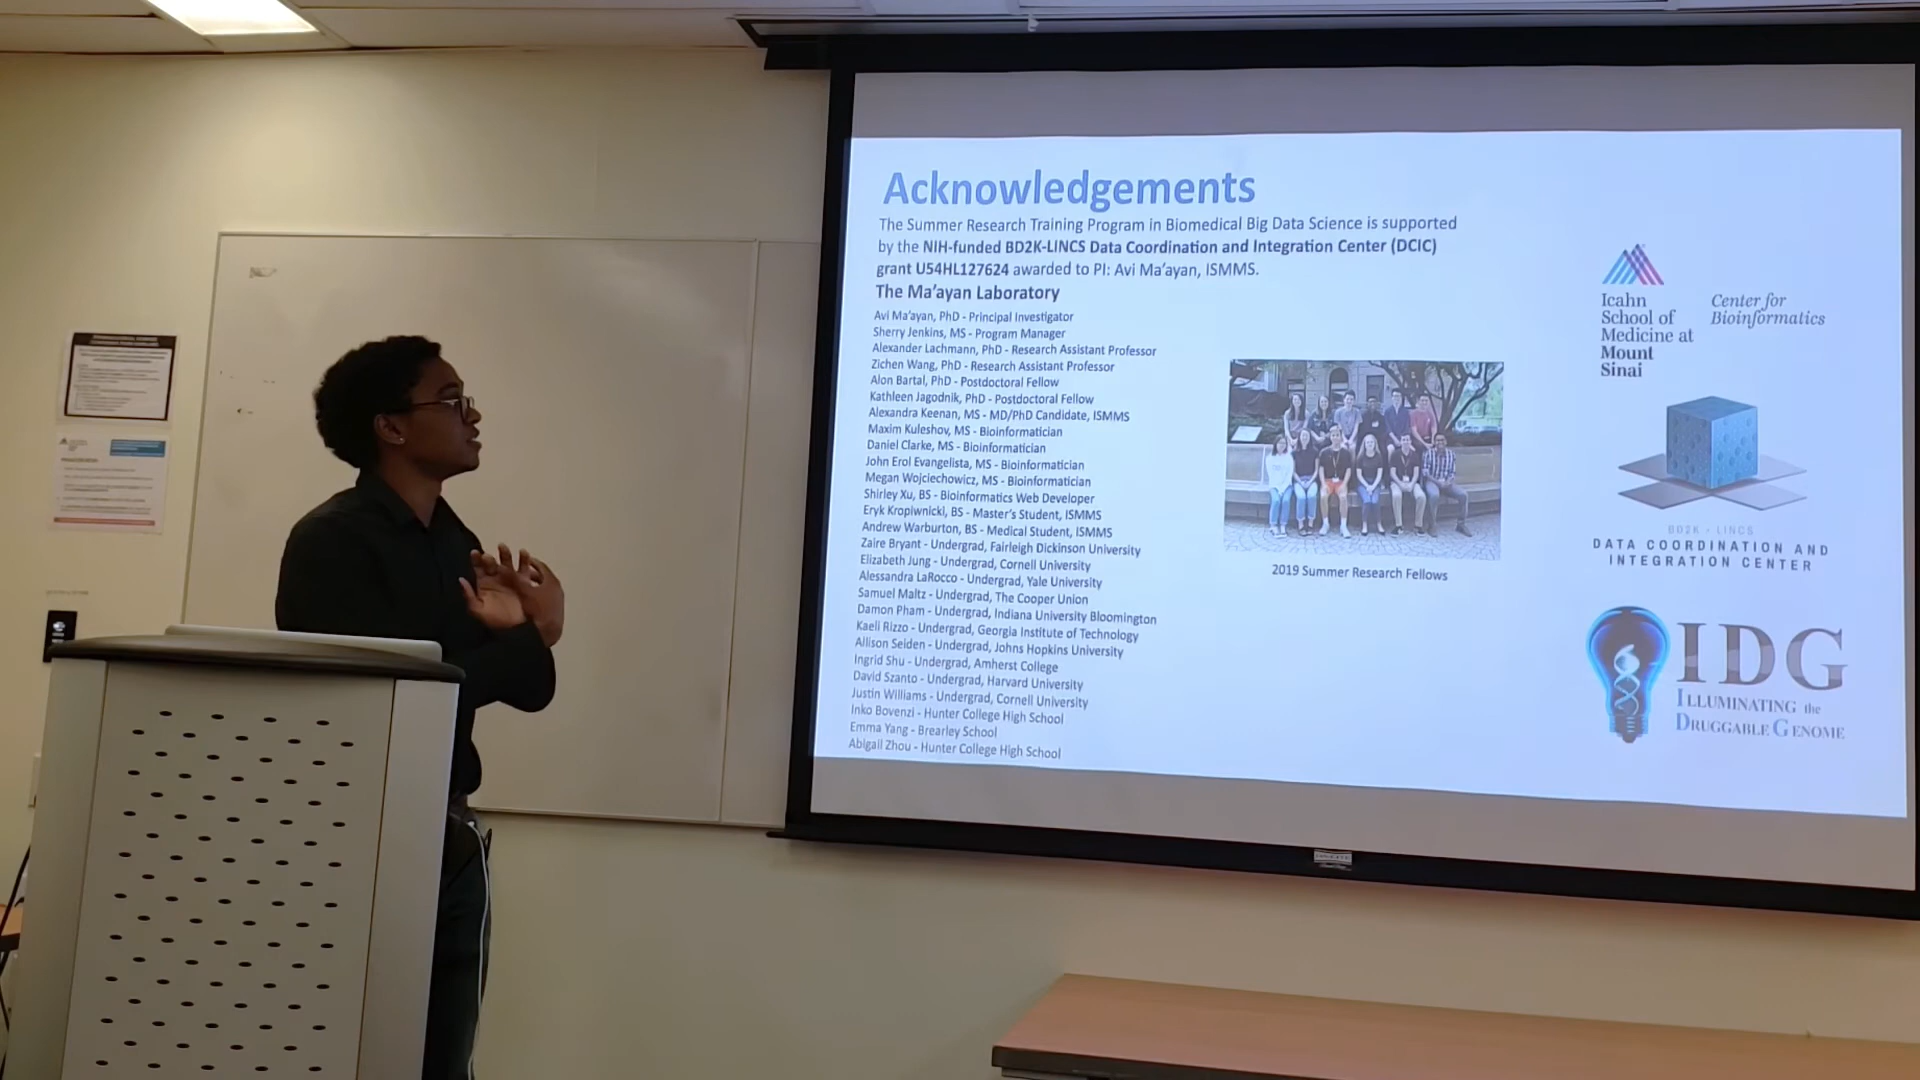 Acknowledgements
The Summer Research Training Program in Biomedical Big Data Science is supported
by the NIH-funded BD2K-LINCS Data Coordination and Integration Center (DCIC)
grant U54HL127624 awarded to PI: Avi Ma'ayan, ISMMS.
The Ma'ayan Laboratory
Avi Ma'ayan, PhD - Principal Investigator
Sherry Jenkins, MS - Program Manager
Alexander Lachmann, PhD - Research Assistant Professor
Zichen Wang, PhD - Research Assistant Professor
Alon Bartal, PhD - Postdoctoral Fellow
Kathleen Jagodnik, PhD - Postdoctoral Fellow
Alexandra Keenan, MS - MD/PhD Candidate, ISMMS
Maxim Kuleshov, MS - Bioinformatician
Daniel Clarke, MS - Bioinformatician
John Erol Evangelista, MS - Bioinformatician
Megan Wojciechowicz, MS - Bioinformatician
Shirley Xu, BS - Bioinformatics Web Developer
Eryk Kropiwnicki, BS - Master's Student, ISMMS
Andrew Warburton, BS - Medical Student, ISMMS
Zaire Bryant - Undergrad, Fairleigh Dickinson University
Elizabeth Jung - Undergrad, Cornell University
Alessandra LaRocco - Undergrad, Yale University
Samuel Maltz - Undergrad, The Cooper Union
Damon Pham - Undergrad, Indiana University Bloomington
Kaeli Rizzo - Undergrad, Georgia Institute of Technology
Allison Seiden - Undergrad, Johns Hopkins University
Ingrid Shu - Undergrad, Amherst College
David Szanto - Undergrad, Harvard University
Justin Williams - Undergrad, Cornell University
Inko Bovenzi - Hunter College High School
Emma Yang - Brearley School
Abigail Zhou - Hunter College High School
2019 Summer Research Fellows
Icahn
School of
Medicine at
Mount
Sinai
Center for
Bioinformatics
BD2K - LINCS
DATA COORDINATION AND
INTEGRATION CENTER
IDG
ILLUMINATING the
DRUGGABLE GENOME